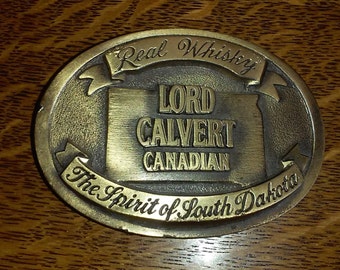 Real Whisky
LORD
CALVERT
CANADIAN
The Spirit of South Dakota